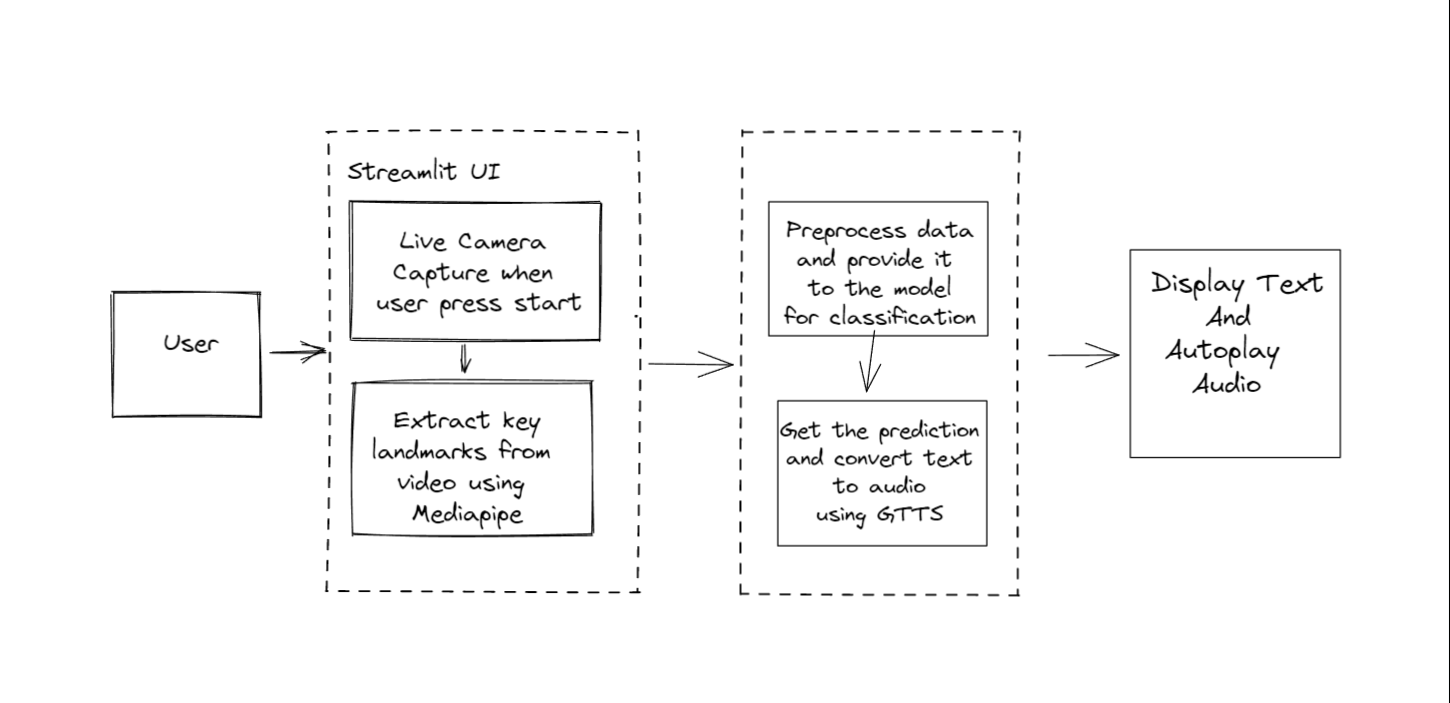 User
Streamlit UI
Live Camera
Capture when
user press start
Extract key
landmarks from
video using
Mediapipe
Preprocess data
and provide it
to the model
for classification
Get the prediction
and convert text
to audio
using GTTS
Display Text
And
Autoplay
Audio